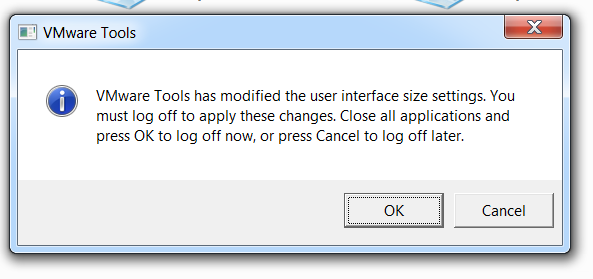 VMware Tools
VMware Tools has modified the user interface size settings. You
must log off to apply these changes. Close all applications and
press OK to log off now, or press Cancel to log off later.
OK
Cancel